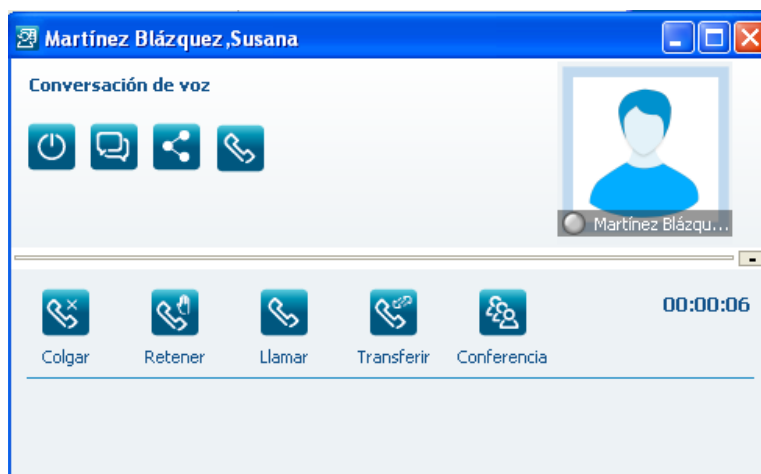 Martínez Blázquez ,Susana
Conversación de voz
Martínez Blázqu...
00:00:06
Colgar Retener Llamar Transferir Conferencia